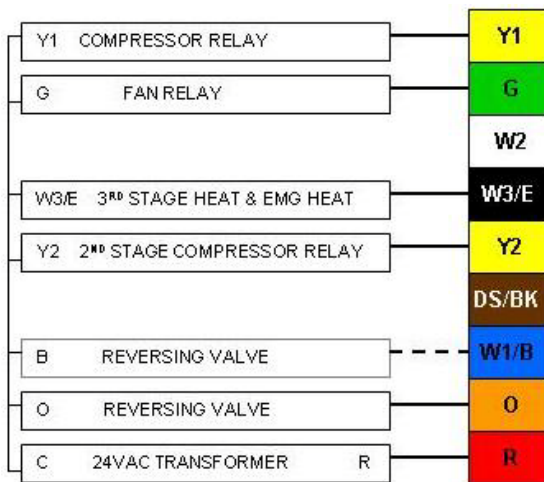 Y1 COMPRESSOR RELAY Y1
G FAN RELAY G
W2
W3/E 3RD STAGE HEAT & EMG HEAT W3/E
Y2 2ND STAGE COMPRESSOR RELAY Y2
DS/BK
B REVERSING VALVE W1/B
O REVERSING VALVE O
C 24VAC TRANSFORMER R R